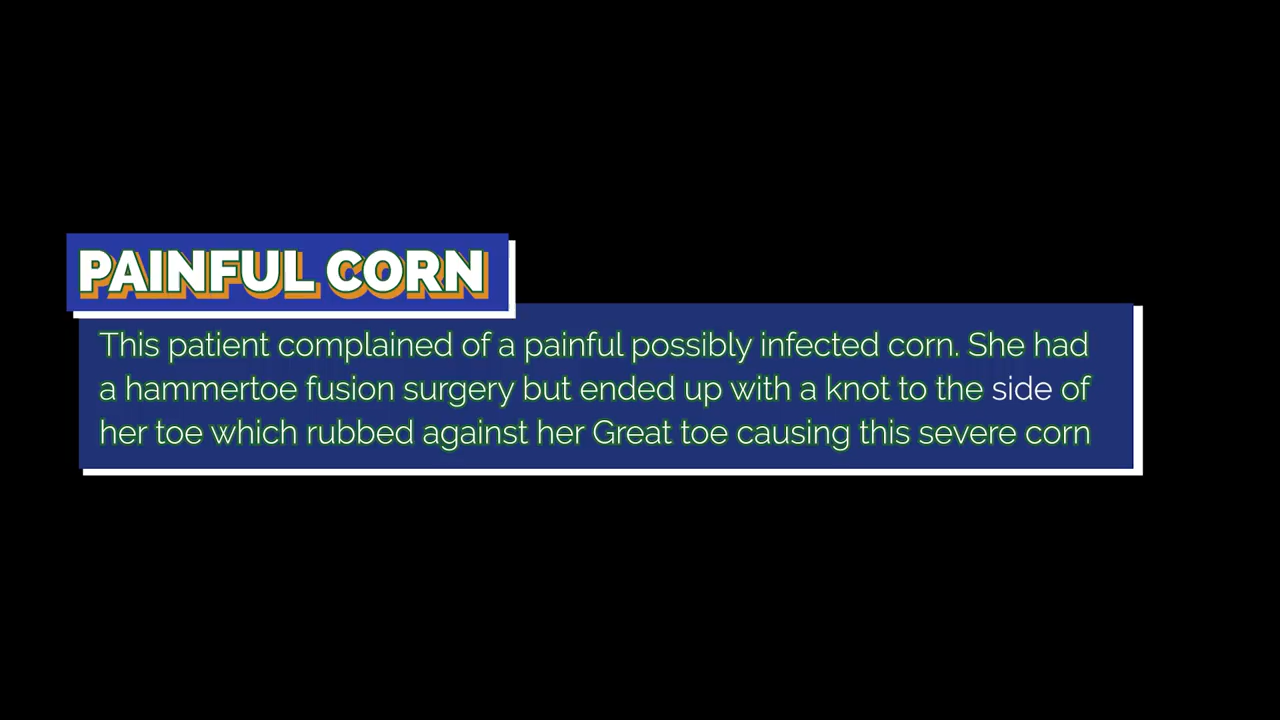 PAINFUL CORN
This patient complained of a painful possibly infected corn. She had
a hammertoe fusion surgery but ended up with a knot to the side of
her toe which rubbed against her Great toe causing this severe corn